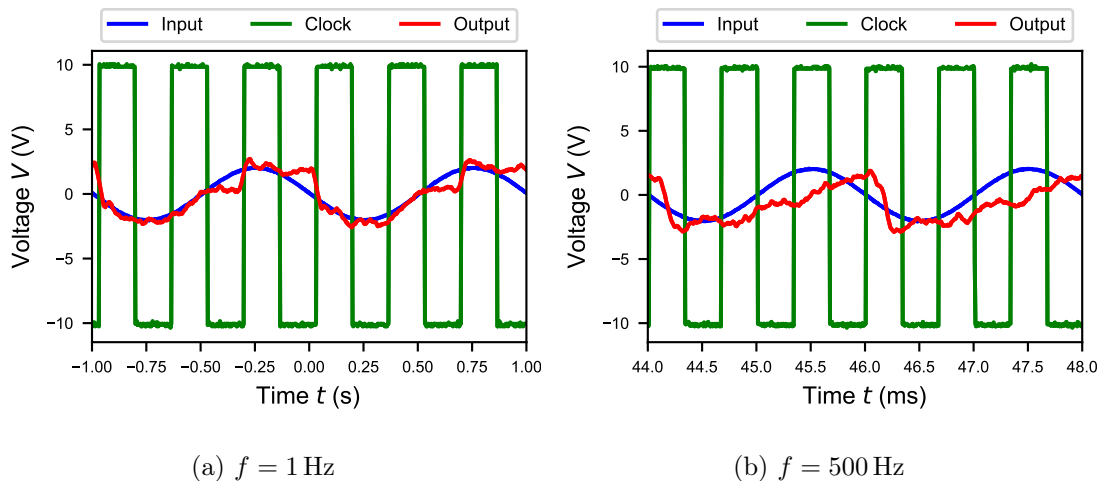 Input Clock Output
Voltage V (V)
10
5
0
−5
−10
−1.00 −0.75 −0.50 −0.25 0.00 0.25 0.50 0.75 1.00
Time t (s)
(a) f = 1 Hz
Input Clock Output
Voltage V (V)
10
5
0
−5
−10
44.0 44.5 45.0 45.5 46.0 46.5 47.0 47.5 48.0
Time t (ms)
(b) f = 500 Hz